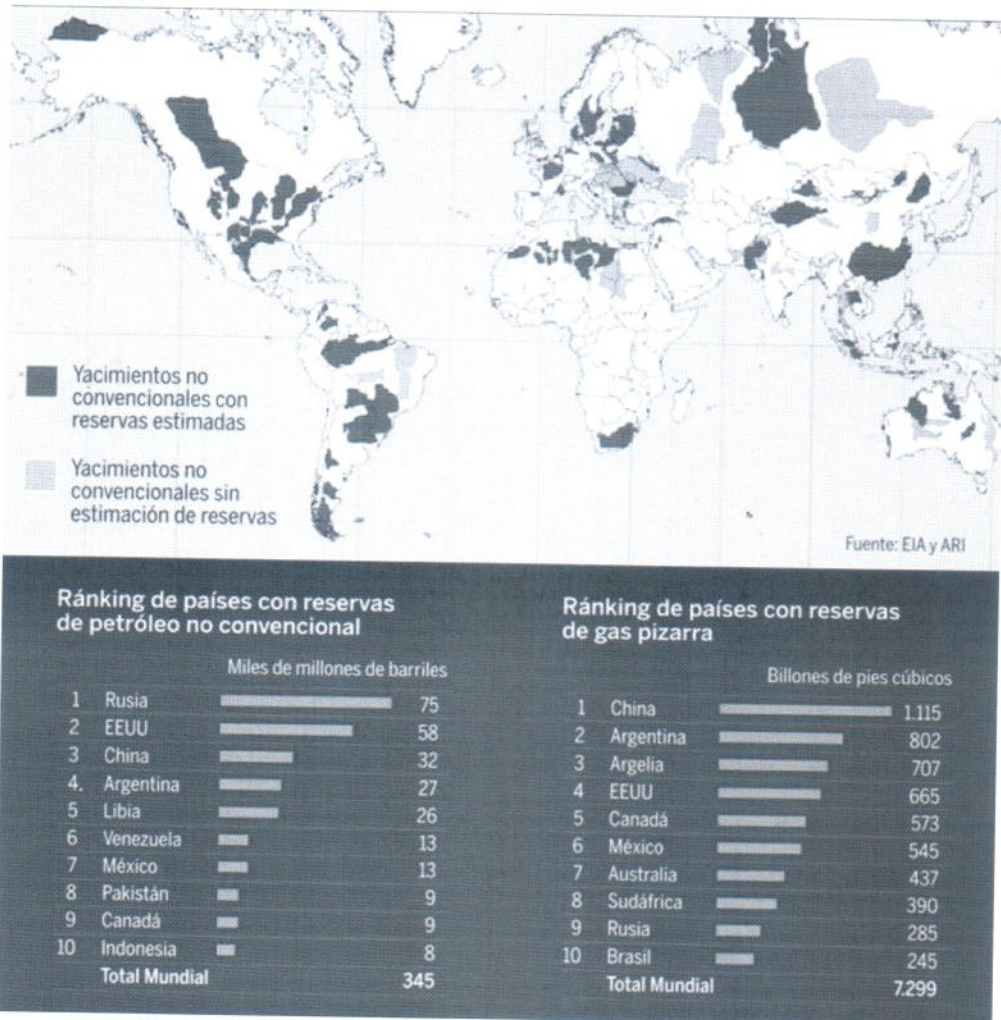 Yacimientos no
convencionales con
reservas estimadas
Yacimientos no
convencionales sin
estimación de reservas
Fuente: EIA y ARI
Ránking de países con reservas
de petróleo no convencional
Miles de millones de barriles
1 Rusia 75
2 EEUU 58
3 China 32
4. Argentina 27
5 Libia 26
6 Venezuela 13
7 México 13
8 Pakistán 9
9 Canadá 9
10 Indonesia 8
Total Mundial 345
Ránking de países con reservas
de gas pizarra
Billones de pies cúbicos
1 China 1.115
2 Argentina 802
3 Argelia 707
4 EEUU 665
5 Canadá 573
6 México 545
7 Australia 437
8 Sudáfrica 390
9 Rusia 285
10 Brasil 245
Total Mundial 7.299